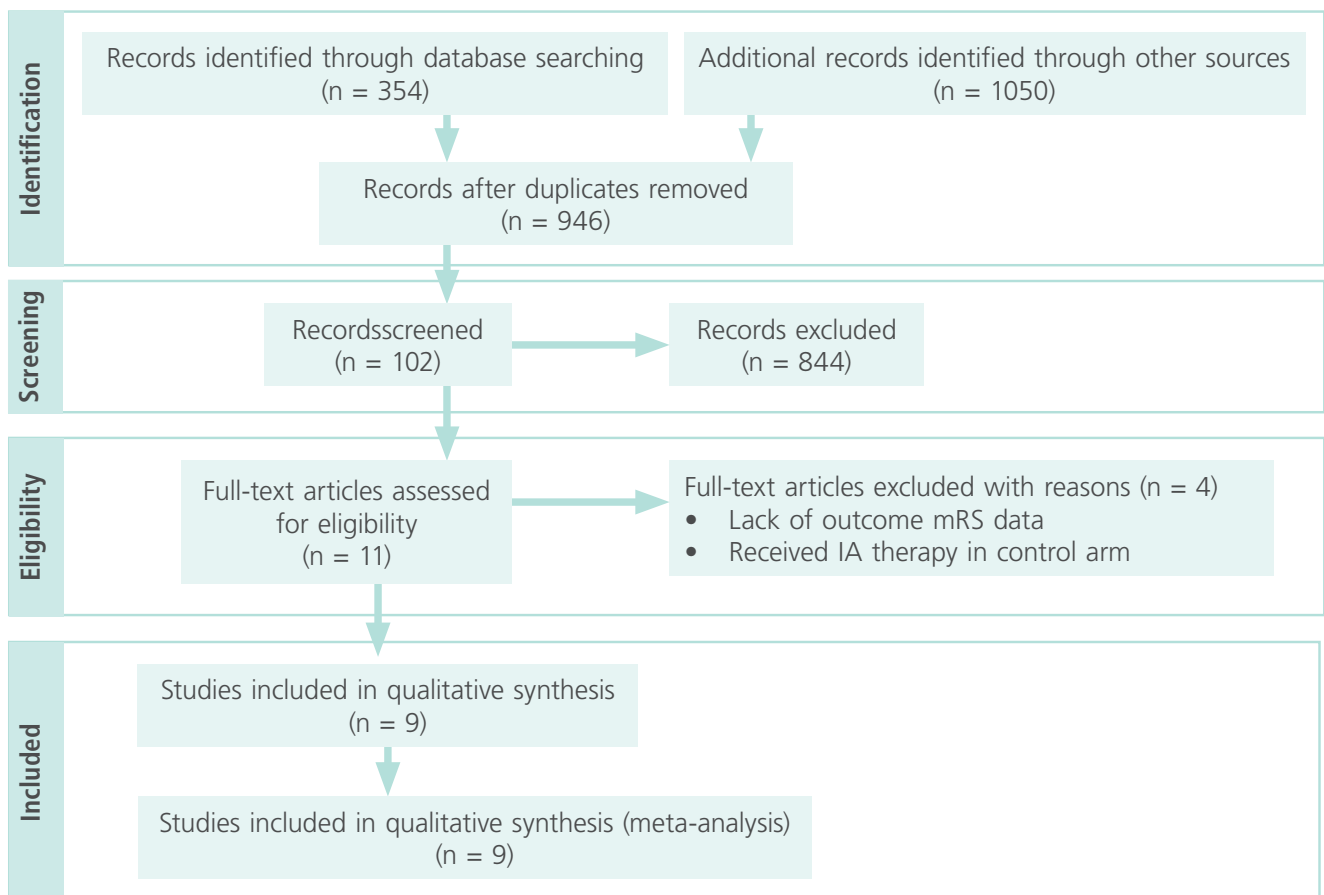 Identification
Records identified through database searching
(n = 354)
Additional records identified through other sources
(n = 1050)
Records after duplicates removed
(n = 946)
Screening
Recordsscreened
(n = 102)
Records excluded
(n = 844)
Eligibility
Full-text articles assessed
for eligibility
(n = 11)
Full-text articles excluded with reasons (n = 4)
• Lack of outcome mRS data
• Received IA therapy in control arm
Included
Studies included in qualitative synthesis
(n = 9)
Studies included in qualitative synthesis (meta-analysis)
(n = 9)